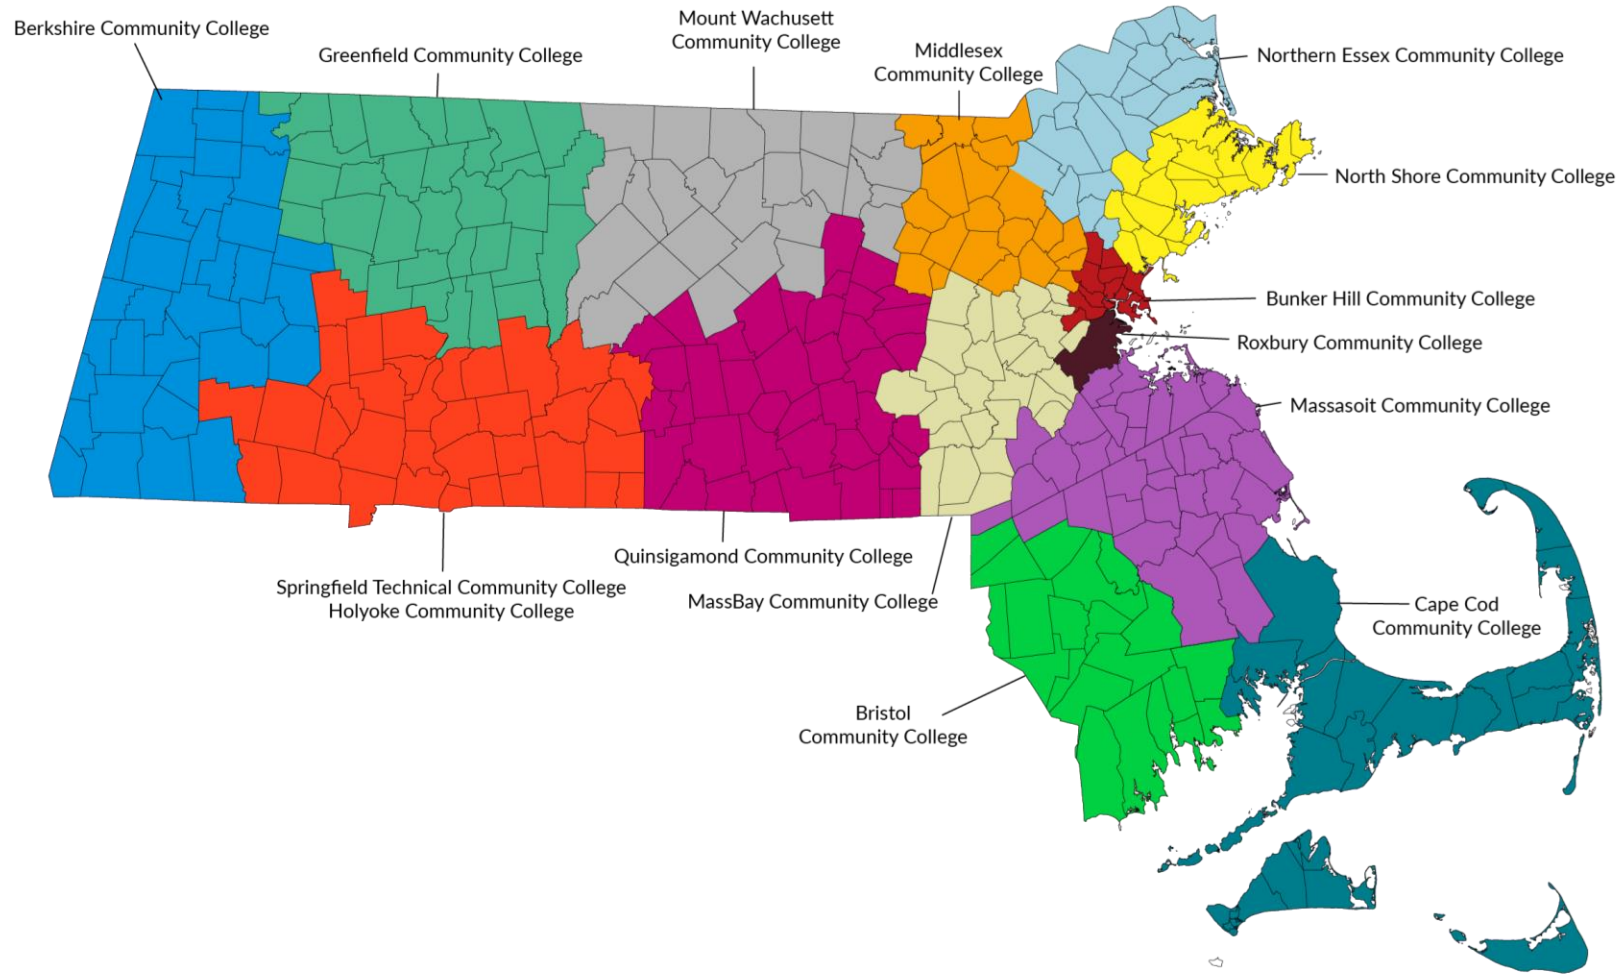 Berkshire Community College
Greenfield Community College
Mount Wachusett
Community College
Middlesex
Community College
Northern Essex Community College
North Shore Community College
Bunker Hill Community College
Roxbury Community College
Massasoit Community College
Quinsigamond Community College
Springfield Technical Community College
Holyoke Community College
MassBay Community College
Cape Cod
Community College
Bristol
Community College